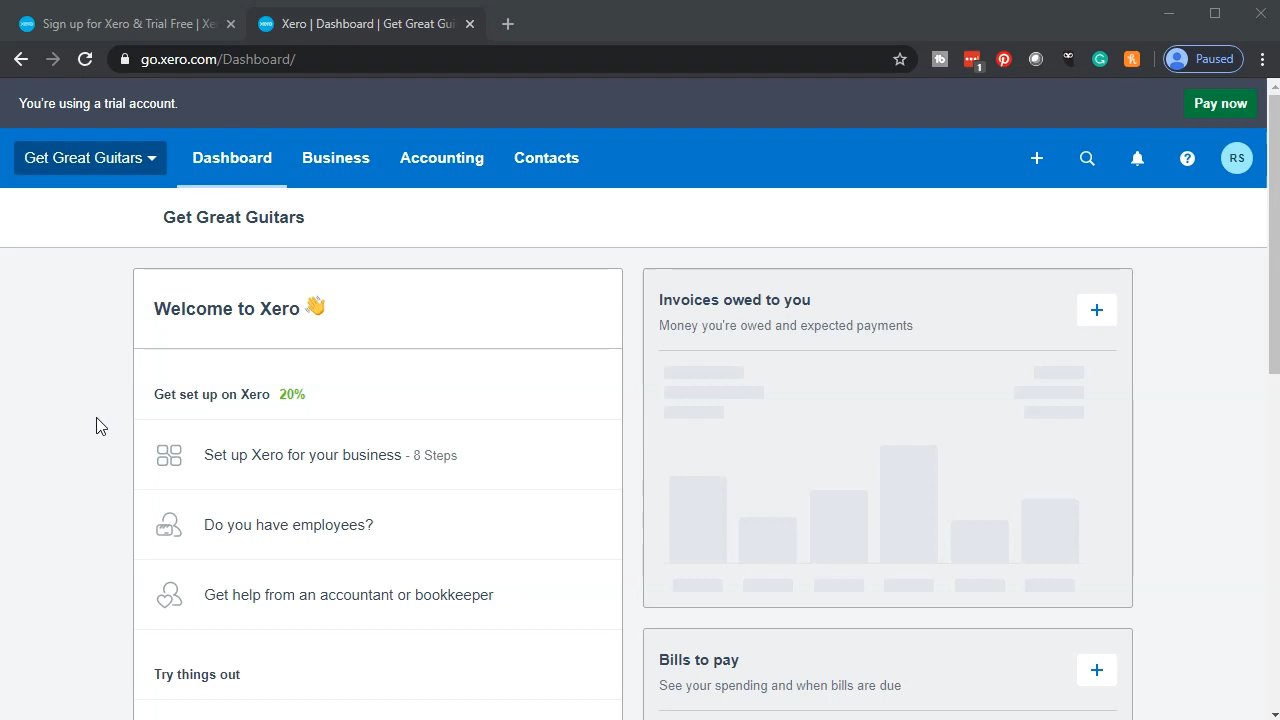 Sign up for Xero & Trial Free | Xe
Xero | Dashboard | Get Great Gui
go.xero.com/Dashboard/
1
Paused
You're using a trial account.
Pay now
Get Great Guitars
Dashboard
Business
Accounting
Contacts
RS
Get Great Guitars
Welcome to Xero 👋
Get set up on Xero 20%
Set up Xero for your business - 8 Steps
Do you have employees?
Get help from an accountant or bookkeeper
Try things out
Invoices owed to you
Money you're owed and expected payments
Bills to pay
See your spending and when bills are due